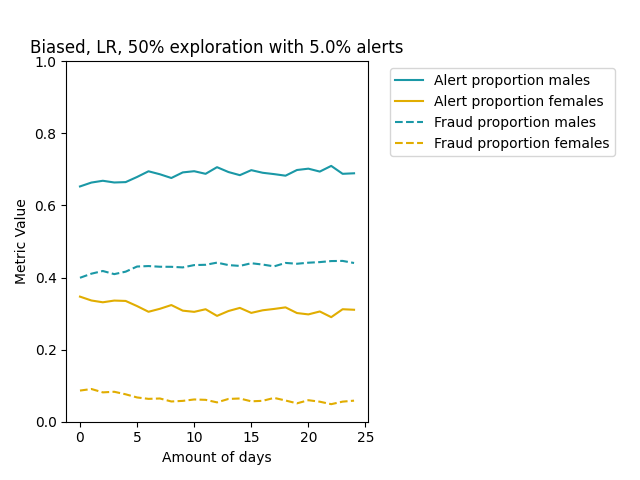 Biased, LR, 50% exploration with 5.0% alerts
1.0
0.8
0.6
0.4
0.2
0.0
Metric Value
0 5 10 15 20 25
Amount of days
Alert proportion males
Alert proportion females
Fraud proportion males
Fraud proportion females